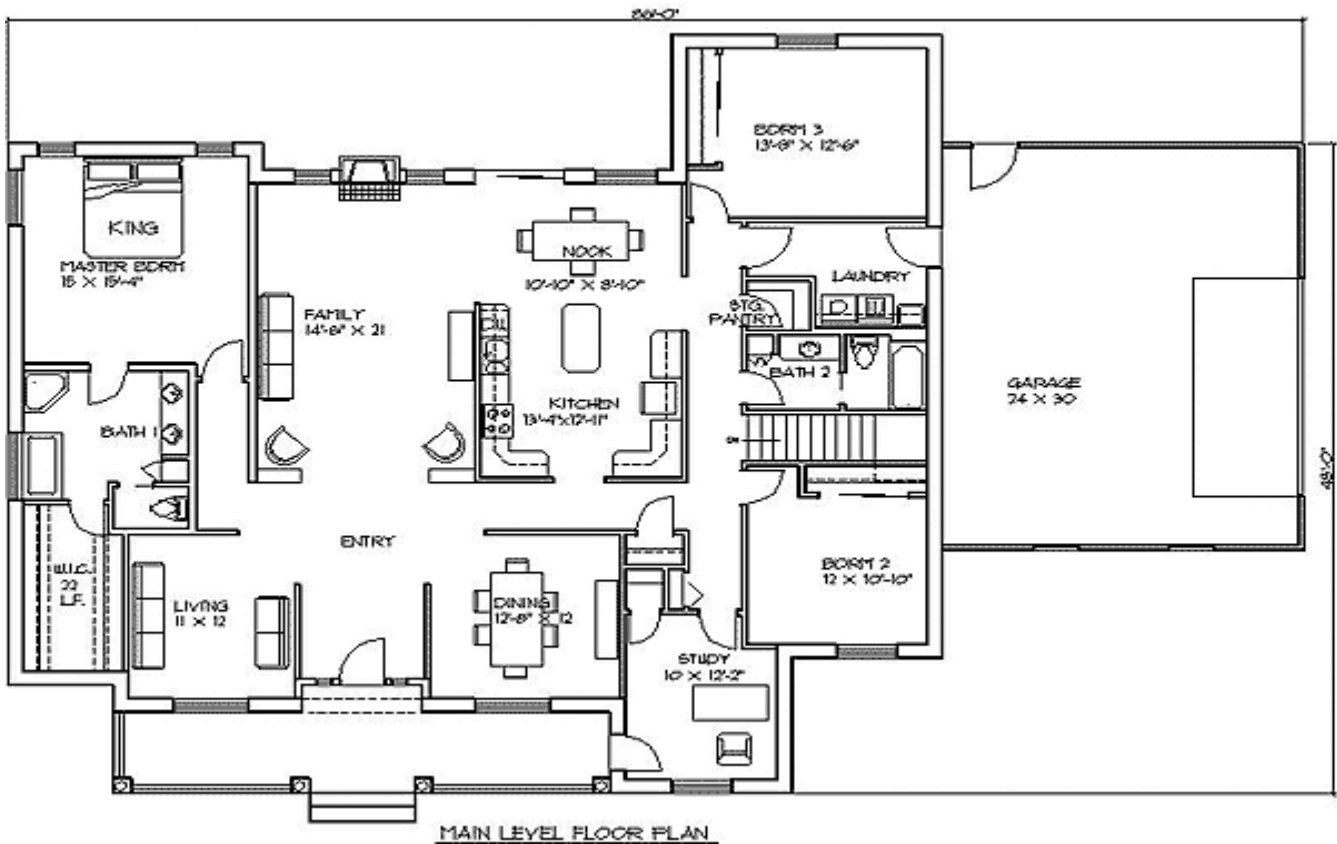 86'-0"
BDRM 3
13'-8" X 12'-6"
KING
MASTER BDRM
15 X 15'-4"
NOOK
10'-10" X 8'-10"
LAUNDRY
FAMILY
14'-8" X 21
STG.
PANTRY
BATH 2
GARAGE
24 X 30
KITCHEN
13'-4"x12'-11"
BATH 1
48'-0"
ENTRY
W.I.C.
22
L.F.
LIVING
11 X 12
DINING
12'-8" X 12
BDRM 2
12 X 10'-10"
STUDY
10 X 12'-2"
MAIN LEVEL FLOOR PLAN